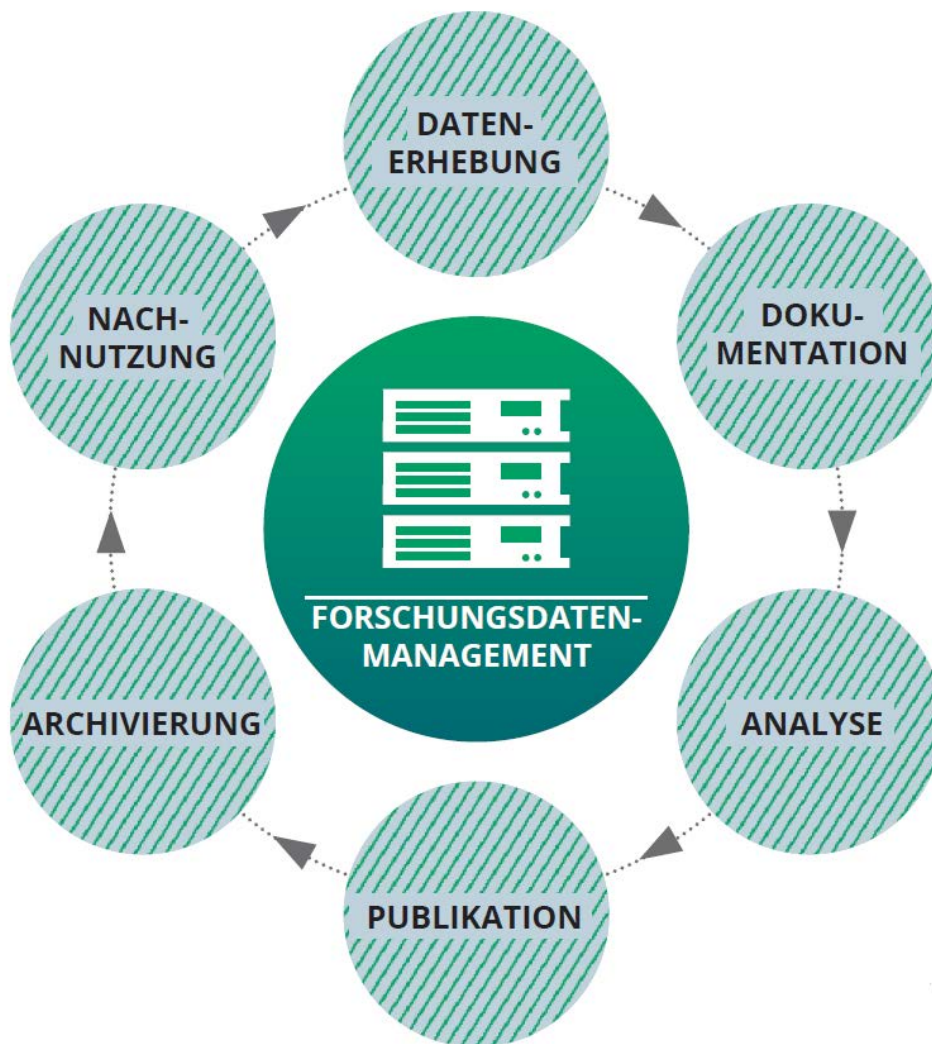 DATEN-
ERHEBUNG
DOKU-
MENTATION
ANALYSE
PUBLIKATION
ARCHIVIERUNG
NACH-
NUTZUNG
FORSCHUNGSDATEN-
MANAGEMENT